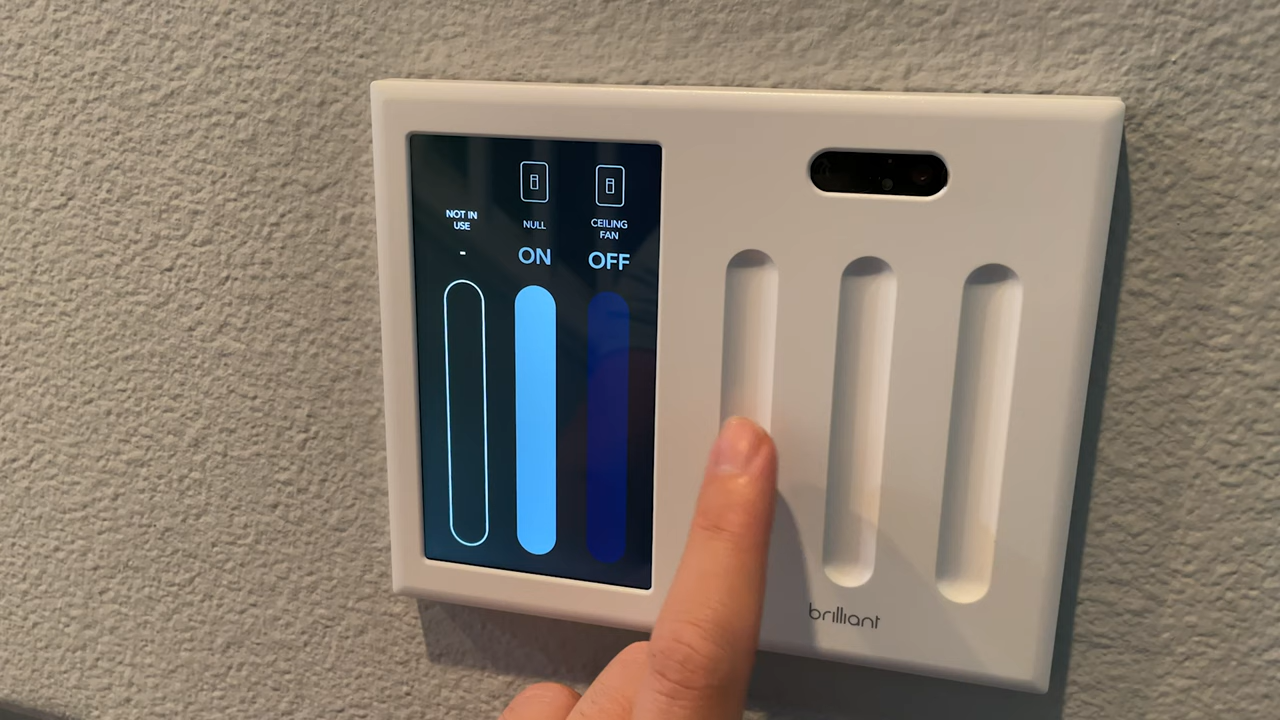 NOT IN
USE
-
NULL
ON
CEILING
FAN
OFF
brilliant